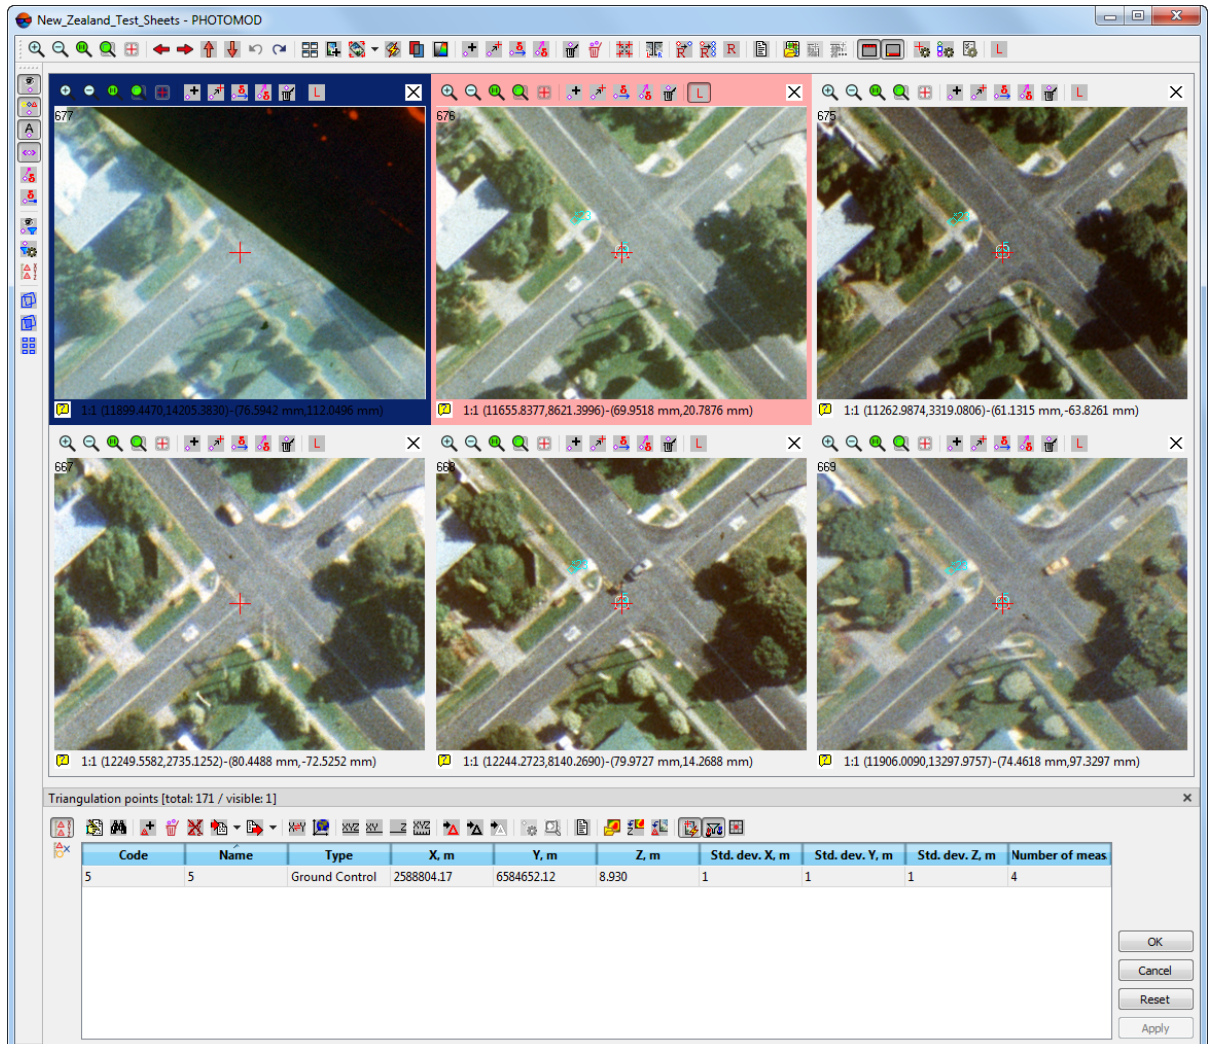 New_Zealand_Test_Sheets - PHOTOMOD
R
L
L
L
L
677
676
675
23
23
1:1 (11899.4470,14205.3830)-(76.5942 mm,112.0496 mm)
1:1 (11655.8377,8621.3996)-(69.9518 mm,20.7876 mm)
1:1 (11262.9874,3319.0806)-(61.1315 mm,-63.8261 mm)
L
L
L
667
668
669
23
23
1:1 (12249.5582,2735.1252)-(80.4488 mm,-72.5252 mm)
1:1 (12244.2723,8140.2690)-(79.9727 mm,14.2688 mm)
1:1 (11906.0090,13297.9757)-(74.4618 mm,97.3297 mm)
Triangulation points [total: 171 / visible: 1]
Code Name Type X, m Y, m Z, m Std. dev. X, m Std. dev. Y, m Std. dev. Z, m Number of meas
5 5 Ground Control 2588804.17 6584652.12 8.930 1 1 1 4
OK
Cancel
Reset
Apply